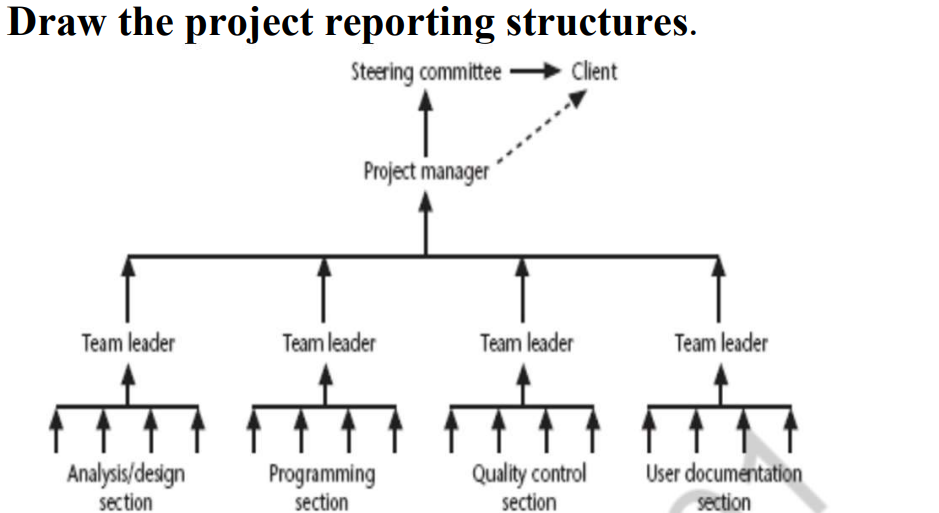 Draw the project reporting structures.
Steering committee Client
Project manager
Team leader Team leader Team leader Team leader
Analysis/design Programming Quality control User documentation
section section section section